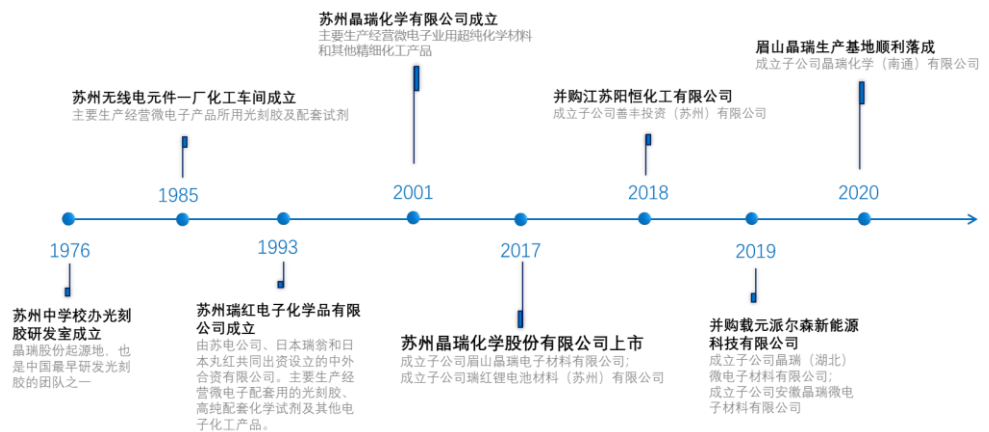 苏州晶瑞化学有限公司成立
主要生产经营微电子业用超纯化学材料
和其他精细化工产品
眉山晶瑞生产基地顺利落成
成立子公司晶瑞化学（南通）有限公司
苏州无线电元件一厂化工车间成立
主要生产经营微电子产品所用光刻胶及配套试剂
并购江苏阳恒化工有限公司
成立子公司善丰投资（苏州）有限公司
1985
2001
2018
2020
1976
1993
2017
2019
苏州中学校办光刻
胶研发室成立
晶瑞股份起源地，也
是中国最早研发光刻
胶的团队之一
苏州瑞红电子化学品有限
公司成立
由苏电公司、日本瑞翁和日
本丸红共同出资设立的中外
合资有限公司。主要生产经
营微电子配套用的光刻胶、
高纯配套化学试剂及其他电
子化工产品。
苏州晶瑞化学股份有限公司上市
成立子公司眉山晶瑞电子材料有限公司；
成立子公司瑞红锂电池材料（苏州）有限公司
并购载元派尔森新能源
科技有限公司
成立子公司晶瑞（湖北）
微电子材料有限公司；
成立子公司安徽晶瑞微电
子材料有限公司